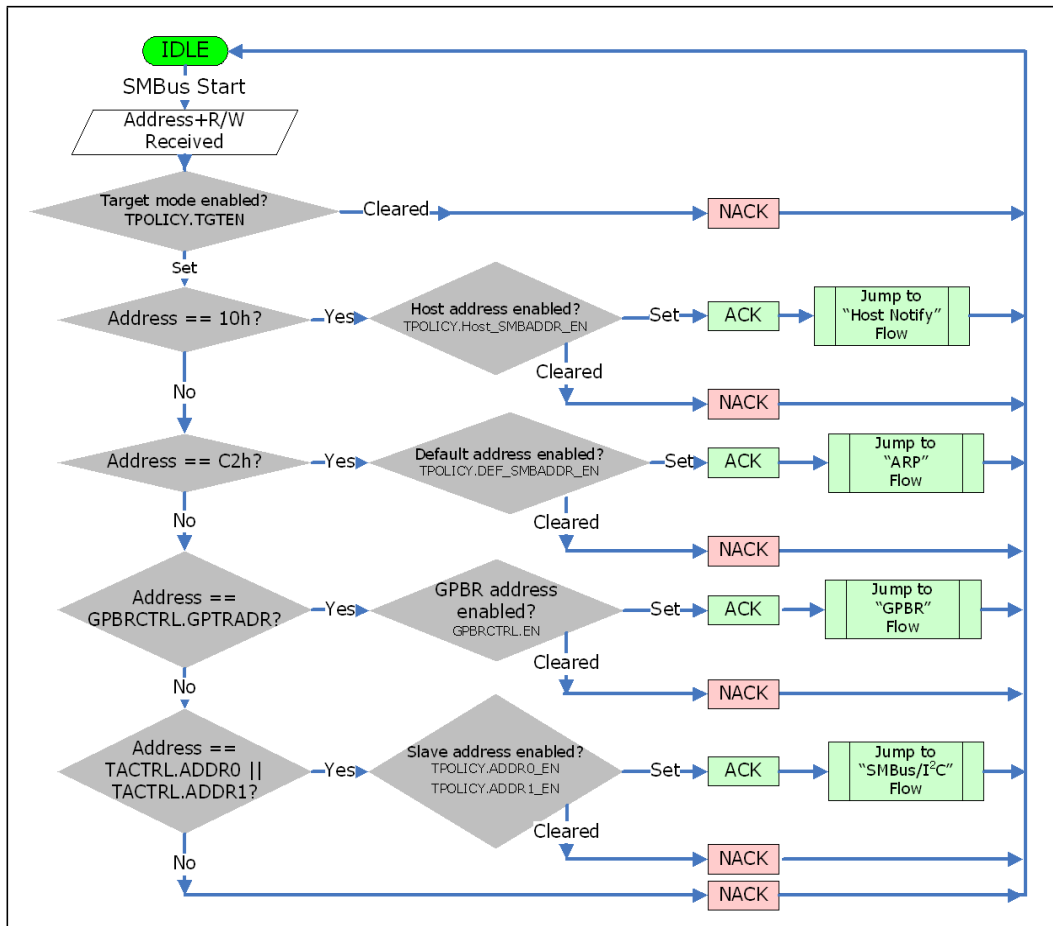 IDLE
SMBus Start
Address+R/W
Received
Target mode enabled?
TPOLICY.TGTEN
Cleared
NACK
Set
Address == 10h?
Yes
Host address enabled?
TPOLICY.Host_SMBADDR_EN
Set
ACK
Jump to
“Host Notify”
Flow
Cleared
NACK
No
Address == C2h?
Yes
Default address enabled?
TPOLICY.DEF_SMBADDR_EN
Set
ACK
Jump to
“ARP”
Flow
Cleared
NACK
No
Address ==
GPBRCTRL.GPTRADR?
Yes
GPBR address
enabled?
GPBRCTRL.EN
Set
ACK
Jump to
“GPBR”
Flow
Cleared
NACK
No
Address ==
TACTRL.ADDR0 ||
TACTRL.ADDR1?
Yes
Slave address enabled?
TPOLICY.ADDR0_EN
TPOLICY.ADDR1_EN
Set
ACK
Jump to
“SMBus/I²C”
Flow
Cleared
NACK
No
NACK